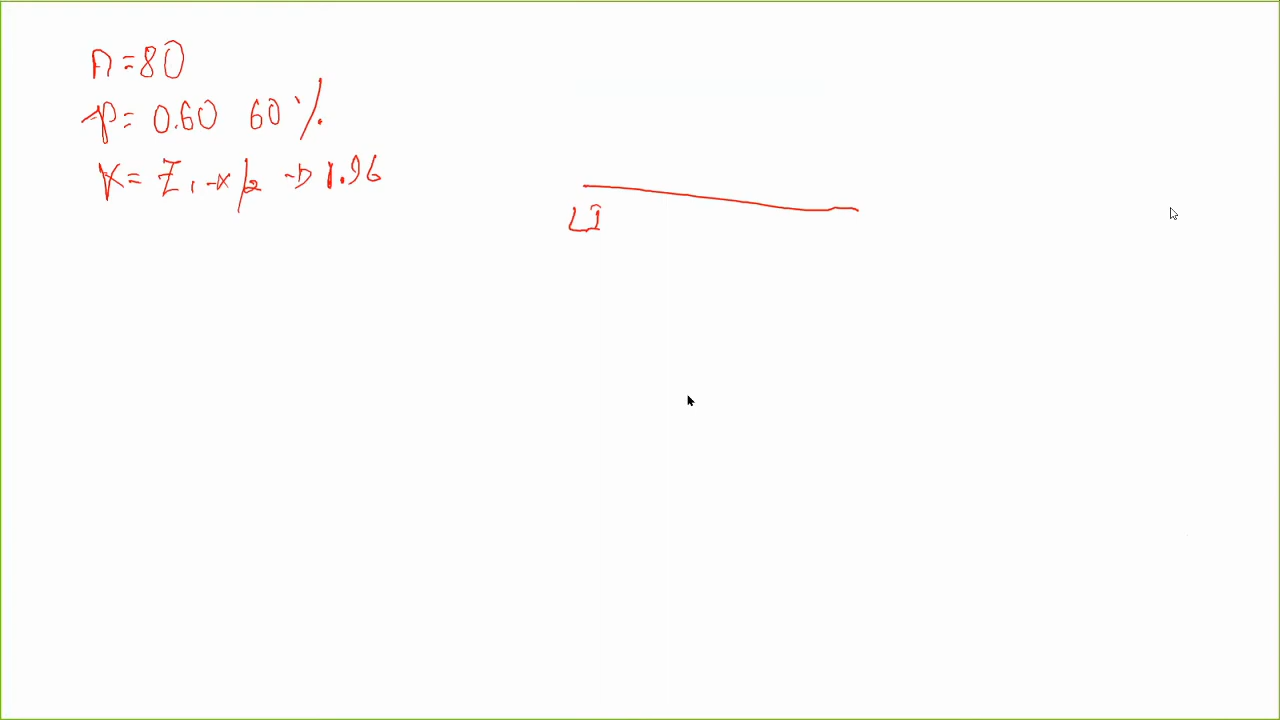 n=80
p= 0.60 60%
K= Z1-α/2 → 1.96
LI